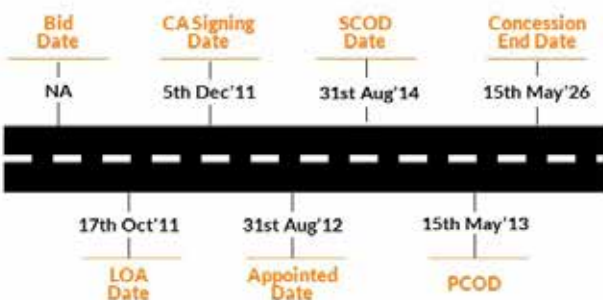 Bid
Date
CA Signing
Date
SCOD
Date
Concession
End Date
NA
5th Dec'11
31st Aug'14
15th May'26
17th Oct'11
31st Aug'12
15th May'13
LOA
Date
Appointed
Date
PCOD